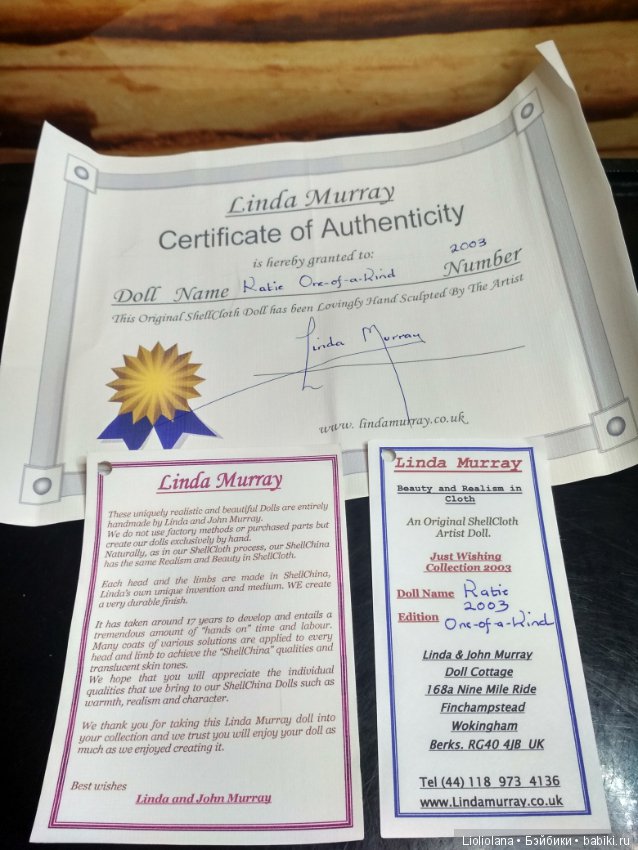 Linda Murray
Certificate of Authenticity
is hereby granted to:
Doll Name Katie One-of-a-Kind 2003 Number
This Original ShellCloth Doll has been Lovingly Hand Sculpted By The Artist
Linda Murray
www. lindamurray.co.uk
Linda Murray
These uniquely realistic and beautiful Dolls are entirely
handmade by Linda and John Murray.
We do not use factory methods or purchased parts but
create our dolls exclusively by hand.
Naturally, as in our ShellCloth process, our ShellChina
has the same Realism and Beauty in ShellCloth.
Each head and the limbs are made in ShellChina,
Linda's own unique invention and medium. WE create
a very durable finish.
It has taken around 17 years to develop and entails a
tremendous amount of "hands on" time and labour.
Many coats of various solutions are applied to every
head and limb to achieve the "ShellChina" qualities and
translucent skin tones.
We hope that you will appreciate the individual
qualities that we bring to our ShellChina Dolls such as
warmth, realism and character.
We thank you for taking this Linda Murray doll into
your collection and we trust you will enjoy your doll as
much as we enjoyed creating it.
Best wishes
Linda and John Murray
Linda Murray
Beauty and Realism in
Cloth
An Original ShellCloth
Artist Doll.
Just Wishing
Collection 2003
Doll Name Katie
2003
Edition One-of-a-Kind
Linda & John Murray
Doll Cottage
168a Nine Mile Ride
Finchampstead
Wokingham
Berks. RG40 4JB UK
Tel (44) 118 973 4136
www.Lindamurray.co.uk
Lioliolana • Бэйбики • babiki.ru